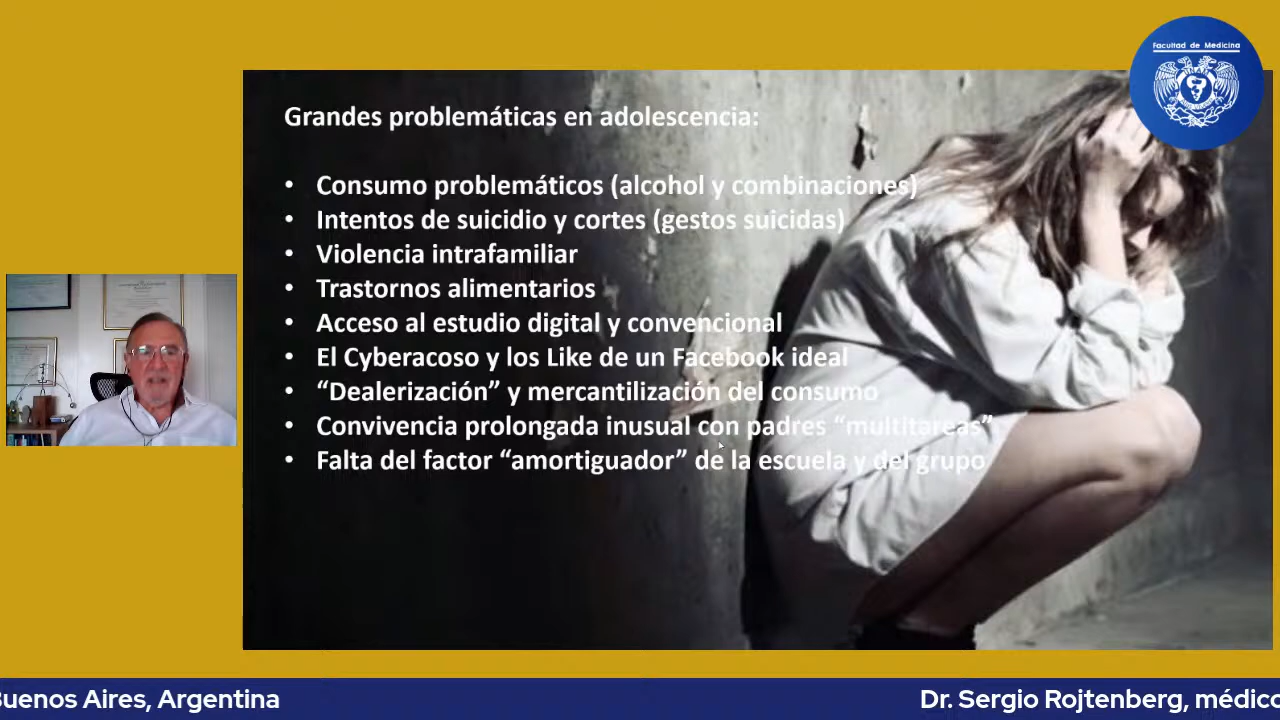 Facultad de Medicina
Grandes problemáticas en adolescencia:
• Consumo problemáticos (alcohol y combinaciones)
• Intentos de suicidio y cortes (gestos suicidas)
• Violencia intrafamiliar
• Trastornos alimentarios
• Acceso al estudio digital y convencional
• El Cyberacoso y los Like de un Facebook ideal
• “Dealerización” y mercantilización del consumo
• Convivencia prolongada inusual con padres “multitareas”
• Falta del factor “amortiguador” de la escuela y del grupo
Buenos Aires, Argentina
Dr. Sergio Rojtenberg, médico